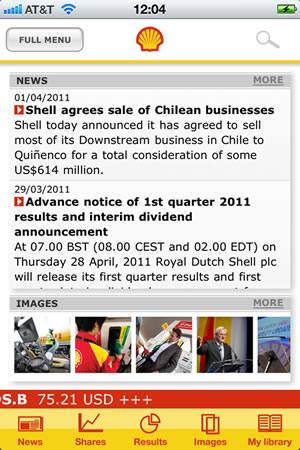 AT&T 12:04
FULL MENU
NEWS MORE
01/04/2011
Shell agrees sale of Chilean businesses
Shell today announced it has agreed to sell
most of its Downstream business in Chile to
Quiñenco for a total consideration of some
US$614 million.
29/03/2011
Advance notice of 1st quarter 2011
results and interim dividend
announcement
At 07.00 BST (08.00 CEST and 02.00 EDT) on
Thursday 28 April, 2011 Royal Dutch Shell plc
will release its first quarter results and first
IMAGES MORE
S.B 75.21 USD +++
News Shares Results Images My library